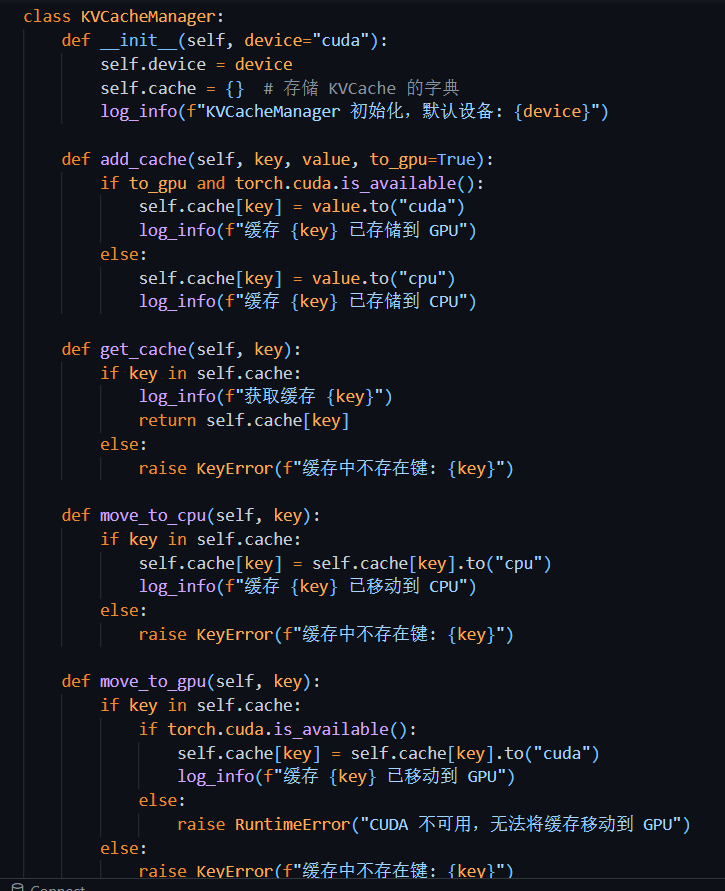 class KVCacheManager:
    def __init__(self, device="cuda"):
        self.device = device
        self.cache = {}  # 存储 KVCache 的字典
        log_info(f"KVCacheManager 初始化，默认设备: {device}")

    def add_cache(self, key, value, to_gpu=True):
        if to_gpu and torch.cuda.is_available():
            self.cache[key] = value.to("cuda")
            log_info(f"缓存 {key} 已存储到 GPU")
        else:
            self.cache[key] = value.to("cpu")
            log_info(f"缓存 {key} 已存储到 CPU")

    def get_cache(self, key):
        if key in self.cache:
            log_info(f"获取缓存 {key}")
            return self.cache[key]
        else:
            raise KeyError(f"缓存中不存在键: {key}")

    def move_to_cpu(self, key):
        if key in self.cache:
            self.cache[key] = self.cache[key].to("cpu")
            log_info(f"缓存 {key} 已移动到 CPU")
        else:
            raise KeyError(f"缓存中不存在键: {key}")

    def move_to_gpu(self, key):
        if key in self.cache:
            if torch.cuda.is_available():
                self.cache[key] = self.cache[key].to("cuda")
                log_info(f"缓存 {key} 已移动到 GPU")
            else:
                raise RuntimeError("CUDA 不可用，无法将缓存移动到 GPU")
        else:
            raise KeyError(f"缓存中不存在键: {key}")
Connect